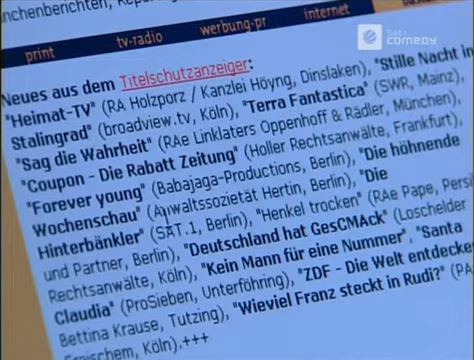 nchenberichten, Repor
print tv-radio werbung-pr internet
Sat1 comedy
Neues aus dem Titelschutzanzeiger:
"Heimat-TV" (RA Holzporz / Kanzlei Höyng, Dinslaken), "Stille Nacht in
Stalingrad" (broadview.tv, Köln), "Terra Fantastica" (SWR, Mainz),
"Sag die Wahrheit" (RAe Linklaters Oppenhoff & Rädler, München),
"Coupon - Die Rabatt Zeitung" (Holler Rechtsanwälte, Frankfurt),
"Forever young" (Babajaga-Productions, Berlin), "Die höhnende
Wochenschau" (Anwaltssozietät Hertin, Berlin), "Die
Hinterbänkler" (SAT.1, Berlin), "Henkel trocken" (RAe Pape, Persi
und Partner, Berlin), "Deutschland hat GesCMAck" (Loschelder
Rechtsanwälte, Köln), "Kein Mann für eine Nummer", "Santa
Claudia" (ProSieben, Unterföhring), "ZDF - Die Welt entdecke
Bettina Krause, Tutzing), "Wieviel Franz steckt in Rudi?" (PA
Köln).+++